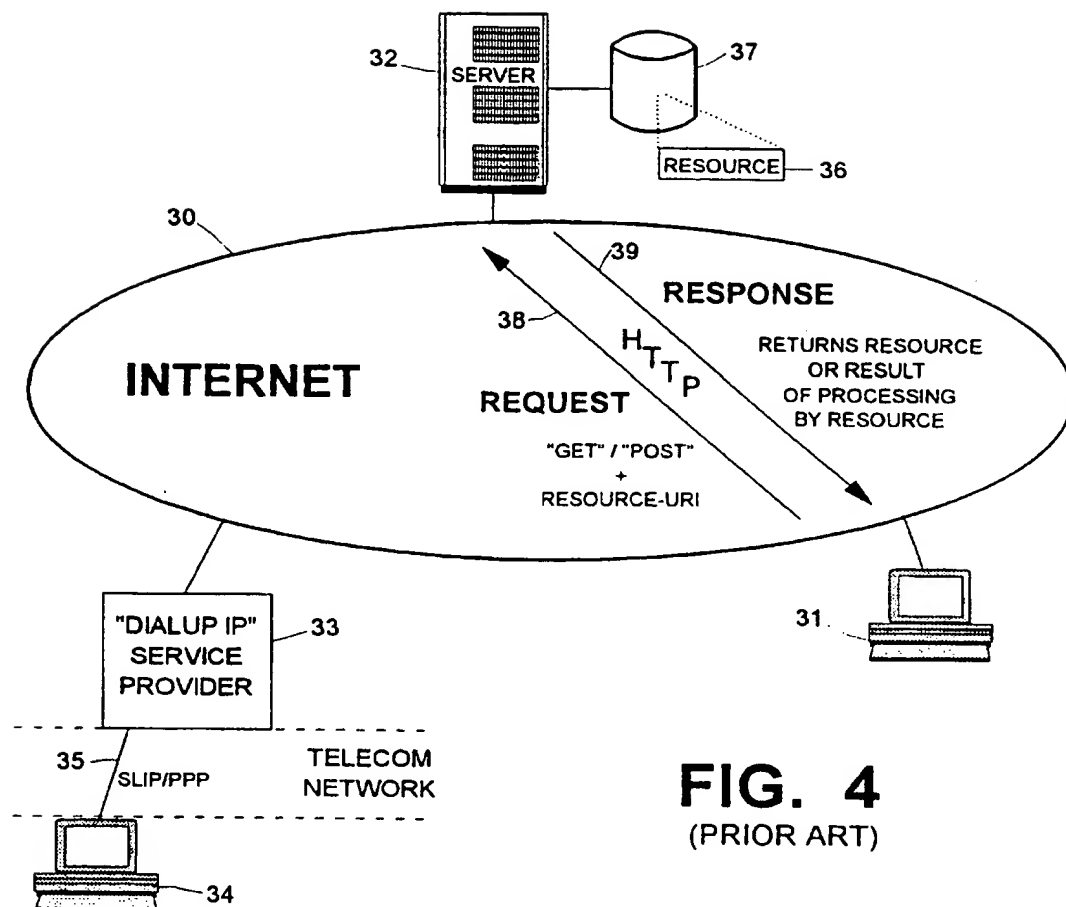 32
SERVER
37
RESOURCE
36
30
39
RESPONSE
38
HTTP
RETURNS RESOURCE
OR RESULT
OF PROCESSING
BY RESOURCE
INTERNET
REQUEST
"GET" / "POST"
+
RESOURCE-URI
"DIALUP IP"
SERVICE
PROVIDER
33
31
35
SLIP/PPP
TELECOM
NETWORK
34
FIG. 4
(PRIOR ART)